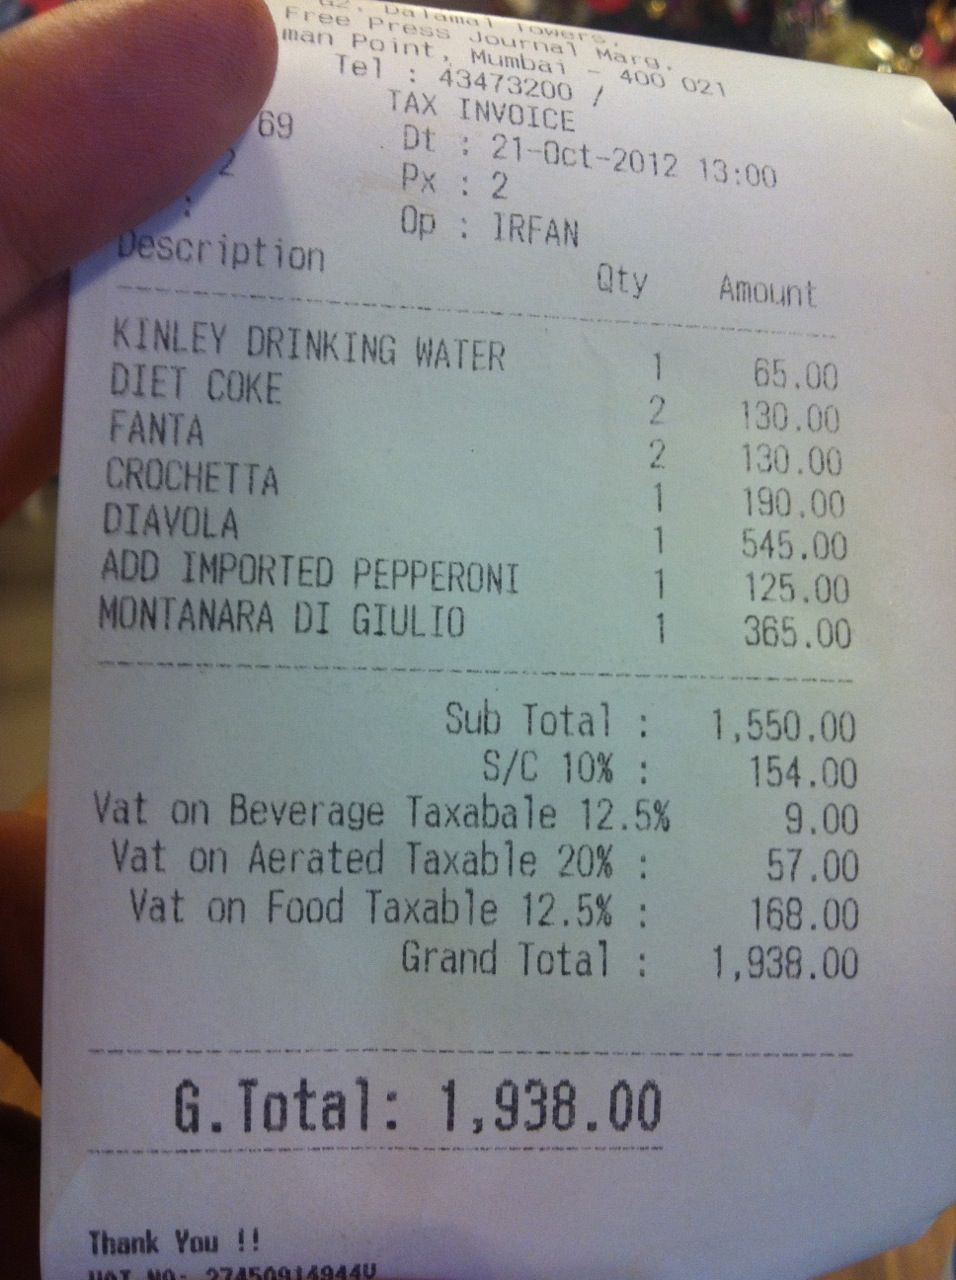 Dalamal Towers,
Free Press Journal Marg,
man Point, Mumbai - 400 021
Tel : 43473200 /
TAX INVOICE
69 Dt : 21-Oct-2012 13:00
2 Px : 2
: Op : IRFAN
Description Qty Amount
KINLEY DRINKING WATER 1 65.00
DIET COKE 2 130.00
FANTA 2 130.00
CROCHETTA 1 190.00
DIAVOLA 1 545.00
ADD IMPORTED PEPPERONI 1 125.00
MONTANARA DI GIULIO 1 365.00
Sub Total : 1,550.00
S/C 10% : 154.00
Vat on Beverage Taxabale 12.5% 9.00
Vat on Aerated Taxable 20% : 57.00
Vat on Food Taxable 12.5% : 168.00
Grand Total : 1,938.00
G.Total: 1,938.00
Thank You !!
VAT NO: 27450914944V